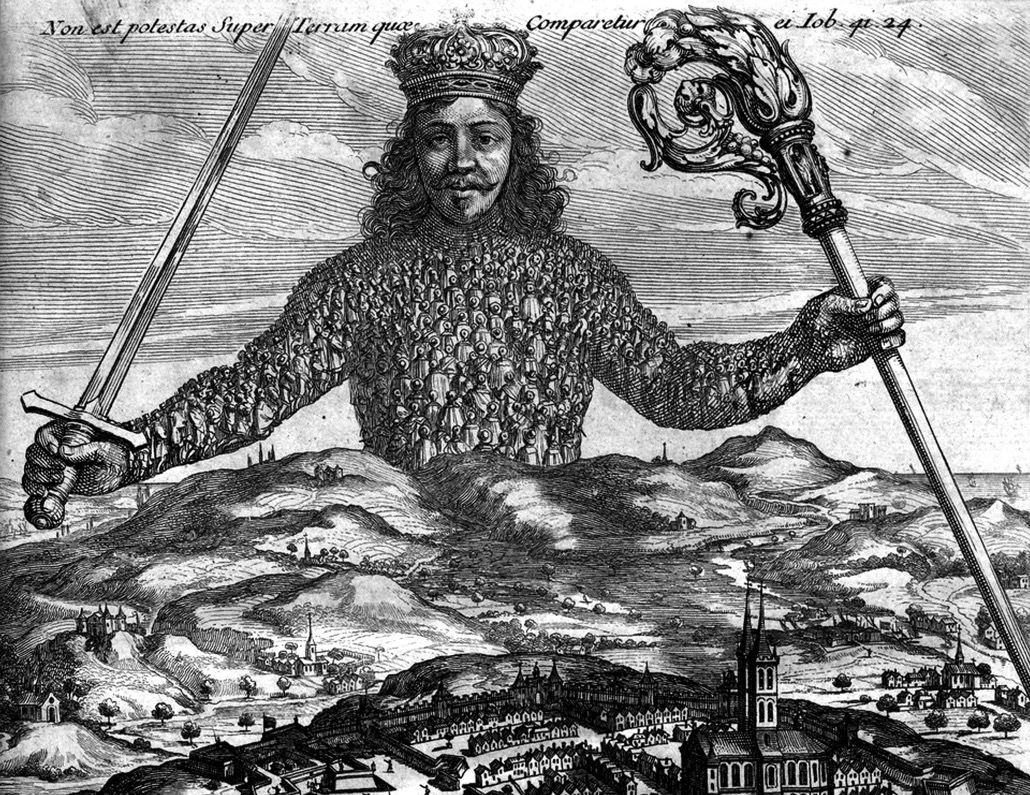 Non est potestas Super Terram quæ Comparetur ei Iob. 41. 24.